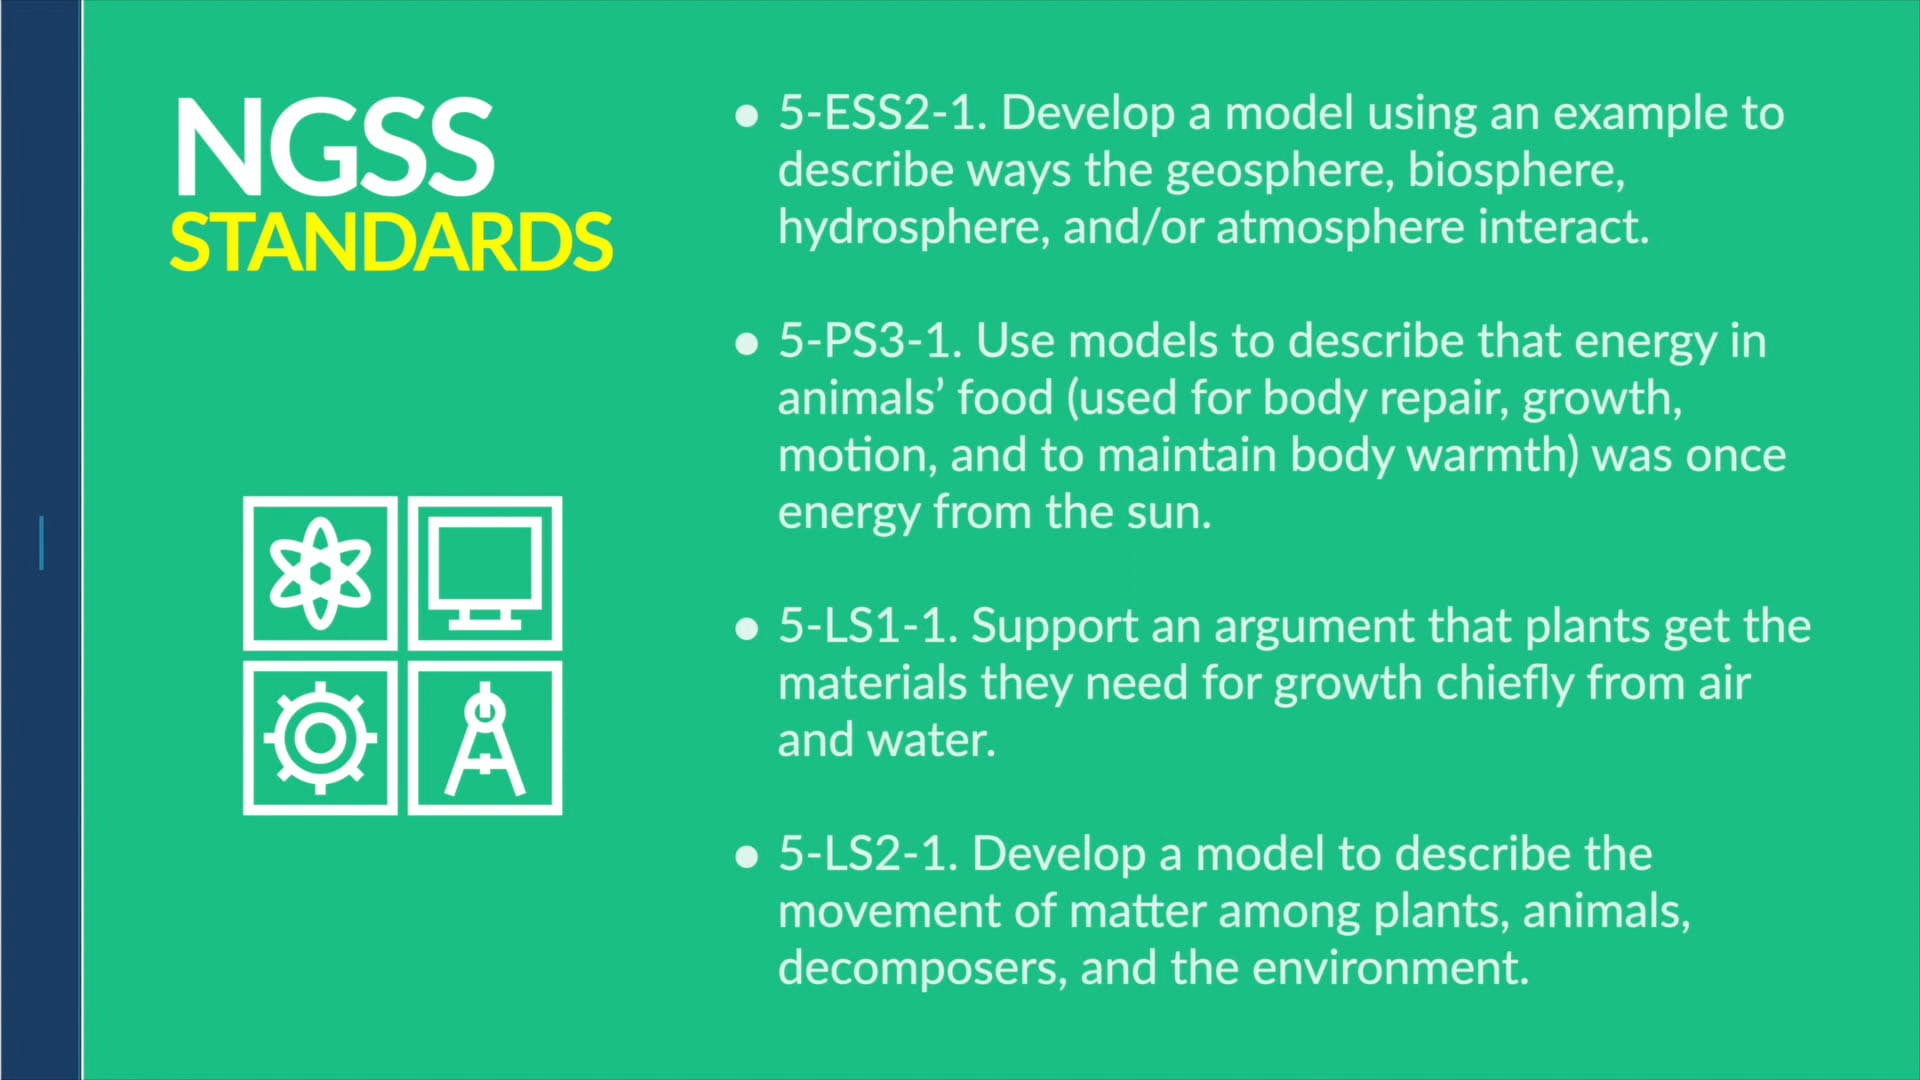 NGSS
STANDARDS
● 5-ESS2-1. Develop a model using an example to
describe ways the geosphere, biosphere,
hydrosphere, and/or atmosphere interact.
● 5-PS3-1. Use models to describe that energy in
animals’ food (used for body repair, growth,
motion, and to maintain body warmth) was once
energy from the sun.
● 5-LS1-1. Support an argument that plants get the
materials they need for growth chiefly from air
and water.
● 5-LS2-1. Develop a model to describe the
movement of matter among plants, animals,
decomposers, and the environment.